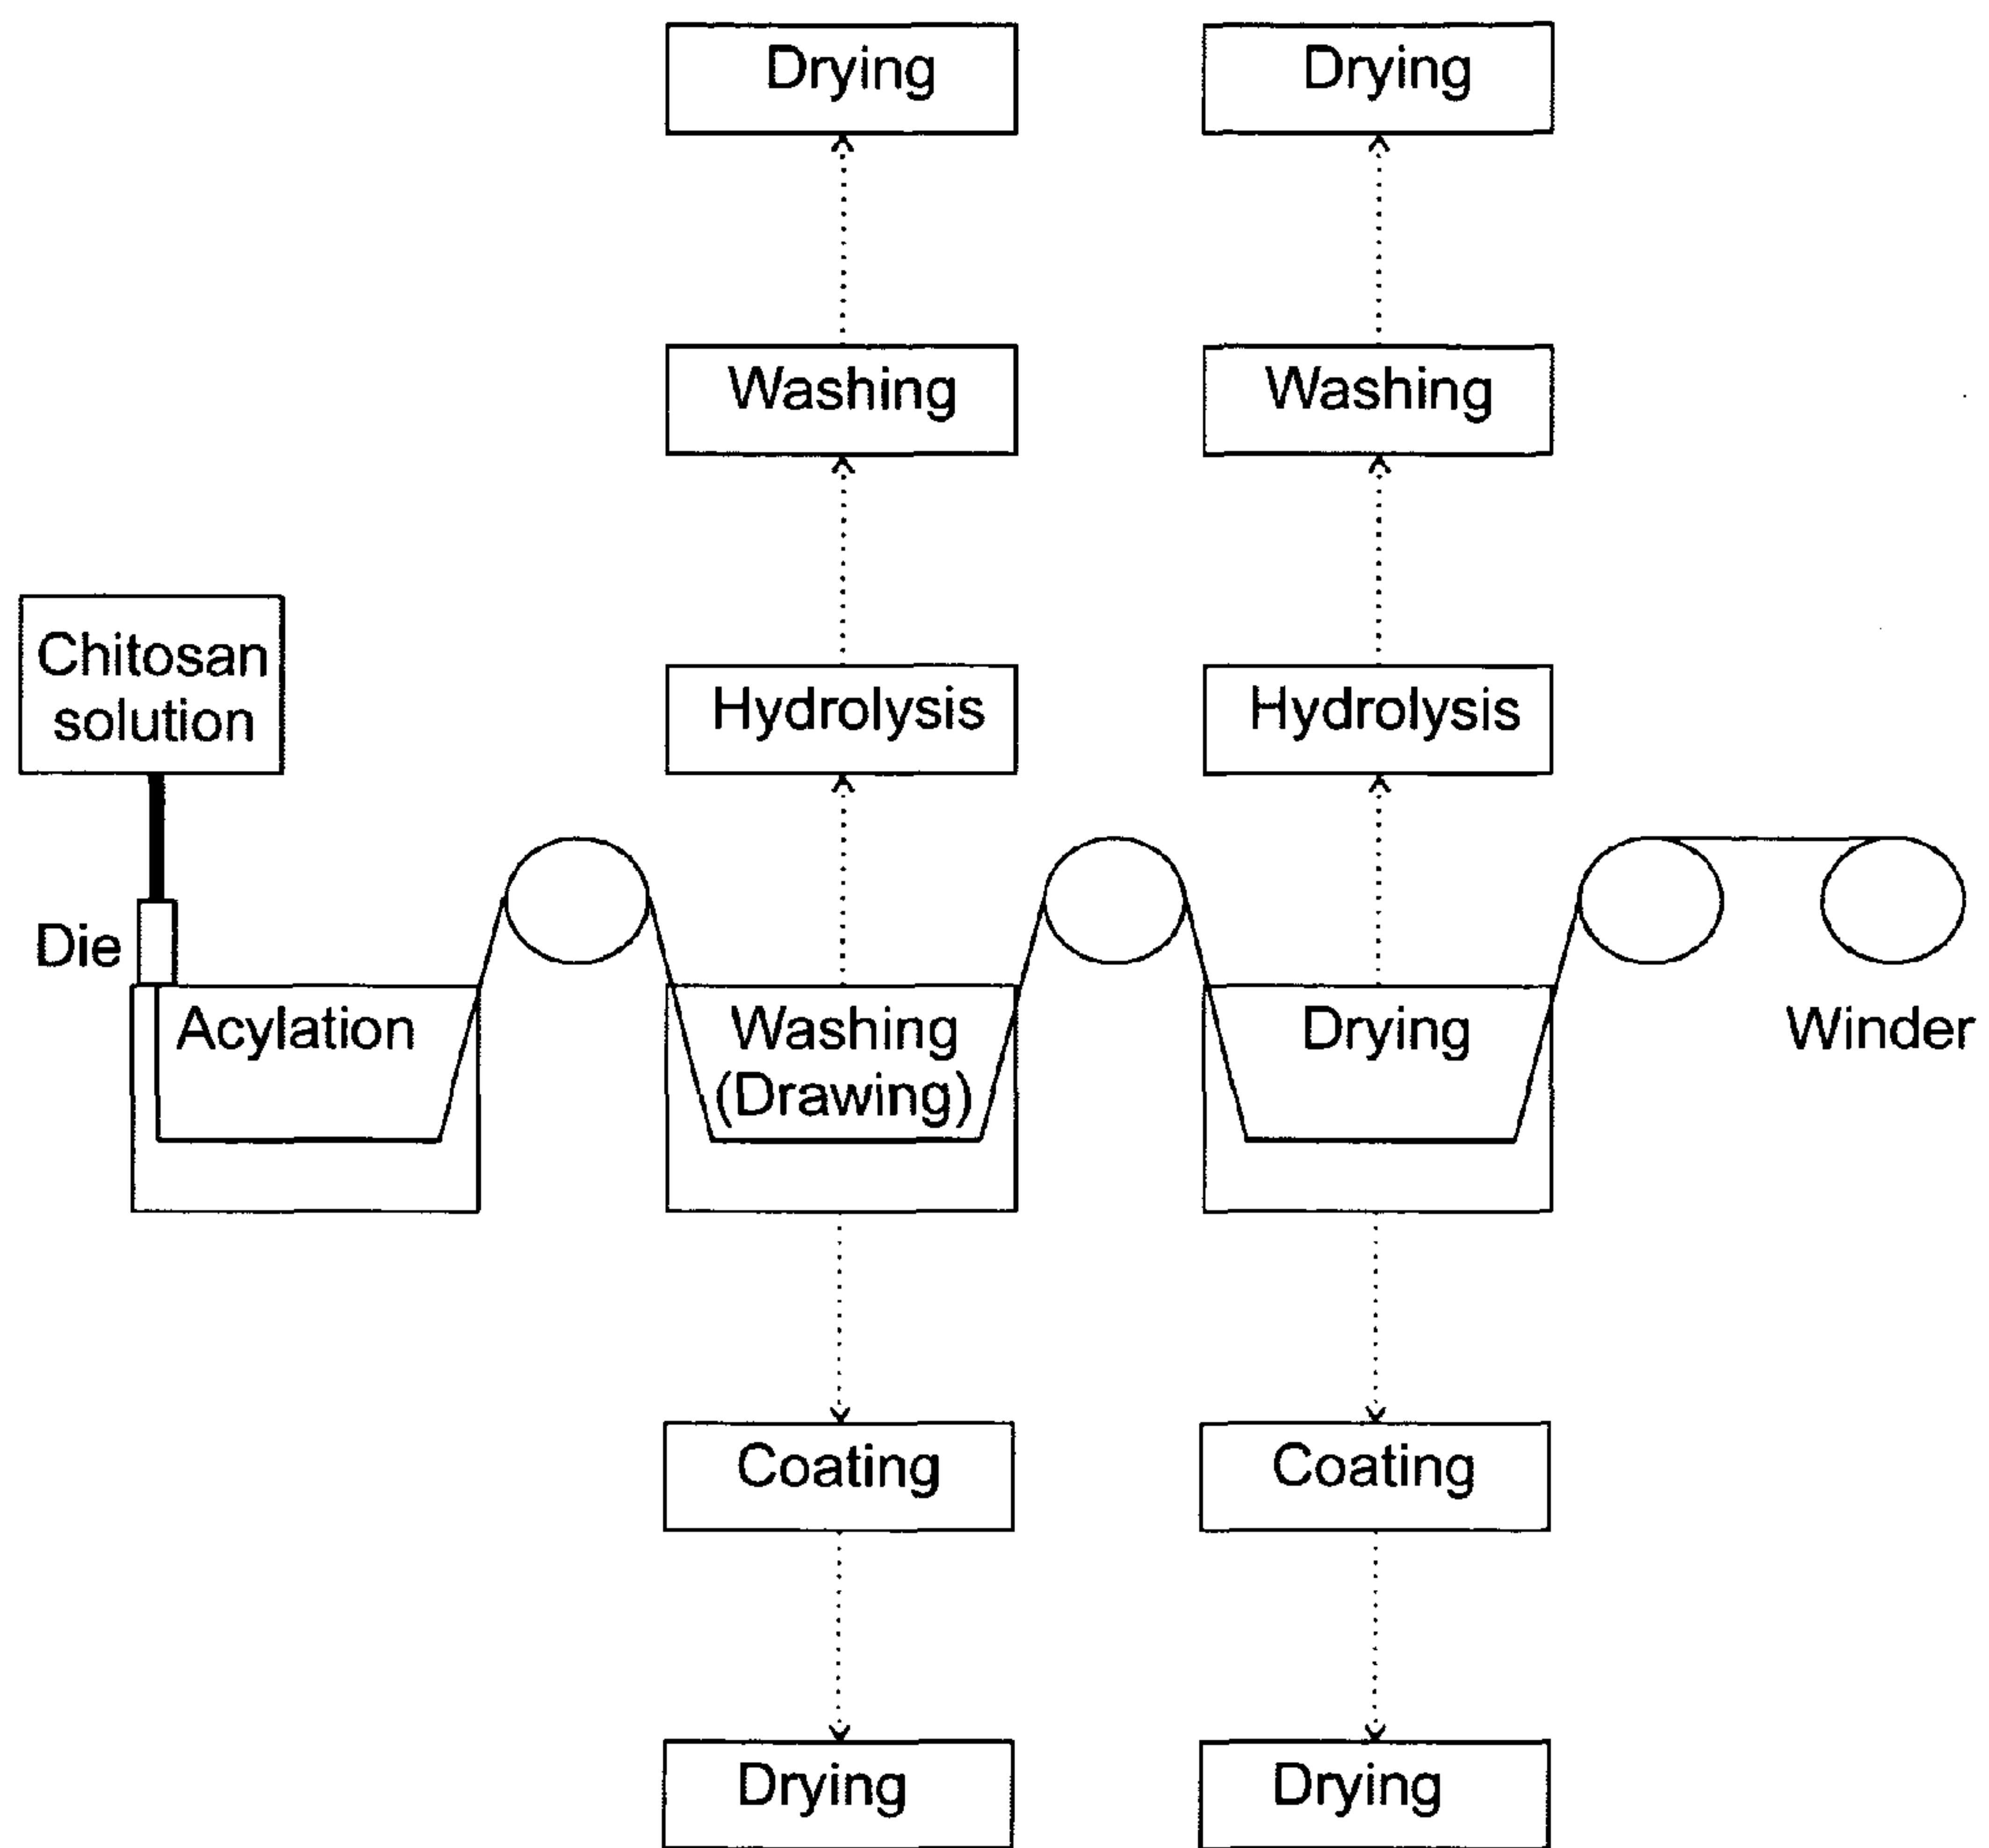 Drying
Drying
Washing
Washing
Chitosan
solution
Hydrolysis
Hydrolysis
Die
Acylation
Washing
(Drawing)
Drying
Winder
Coating
Coating
Drying
Drying